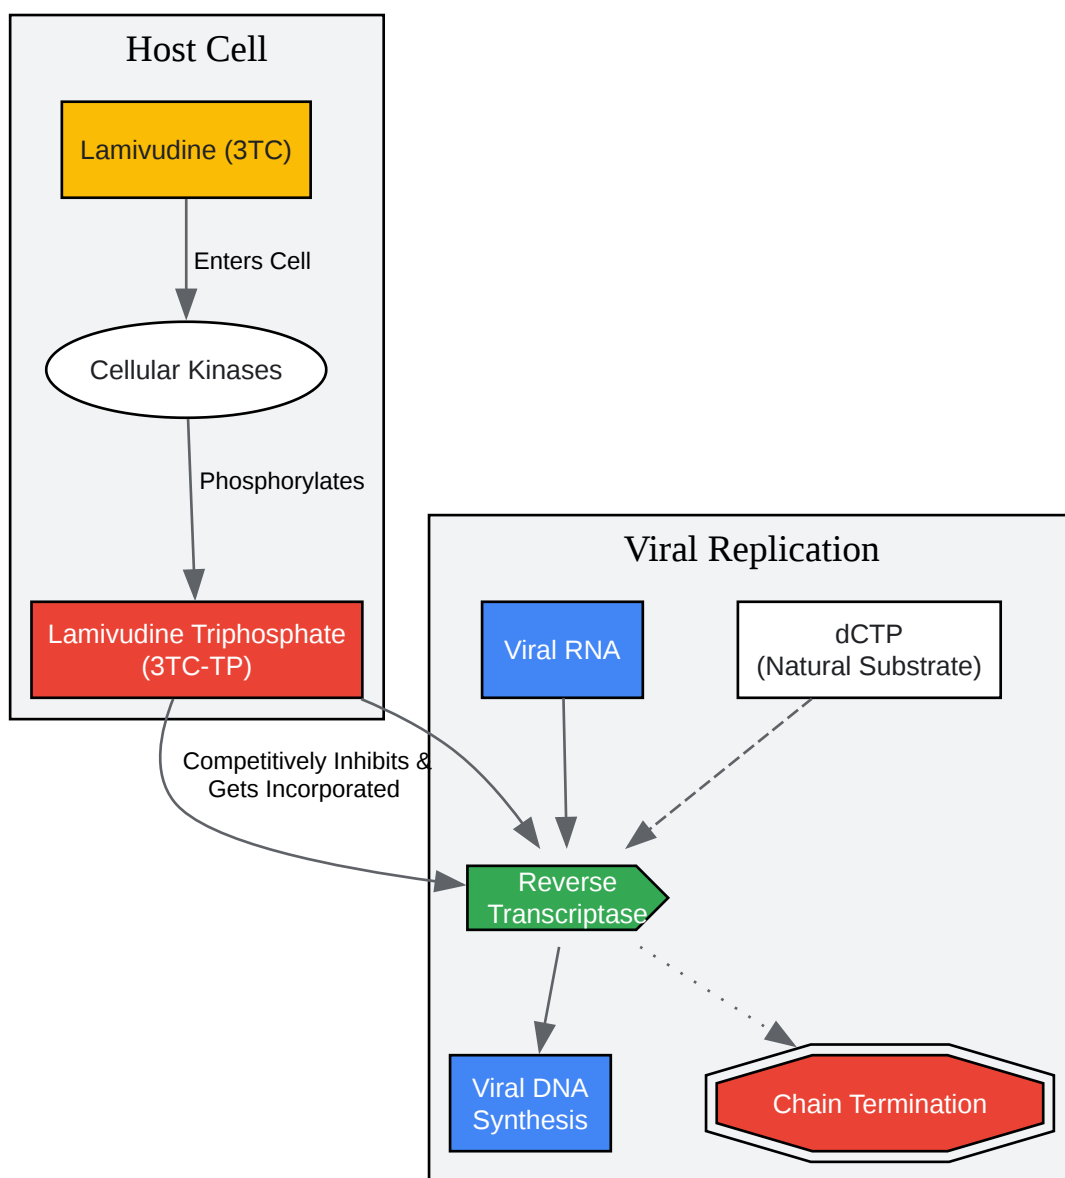 Host Cell
Lamivudine (3TC)
Enters Cell
Cellular Kinases
Phosphorylates
Lamivudine Triphosphate
(3TC-TP)
Competitively Inhibits &
Gets Incorporated
Viral Replication
Viral RNA
dCTP
(Natural Substrate)
Reverse
Transcriptase
Viral DNA
Synthesis
Chain Termination